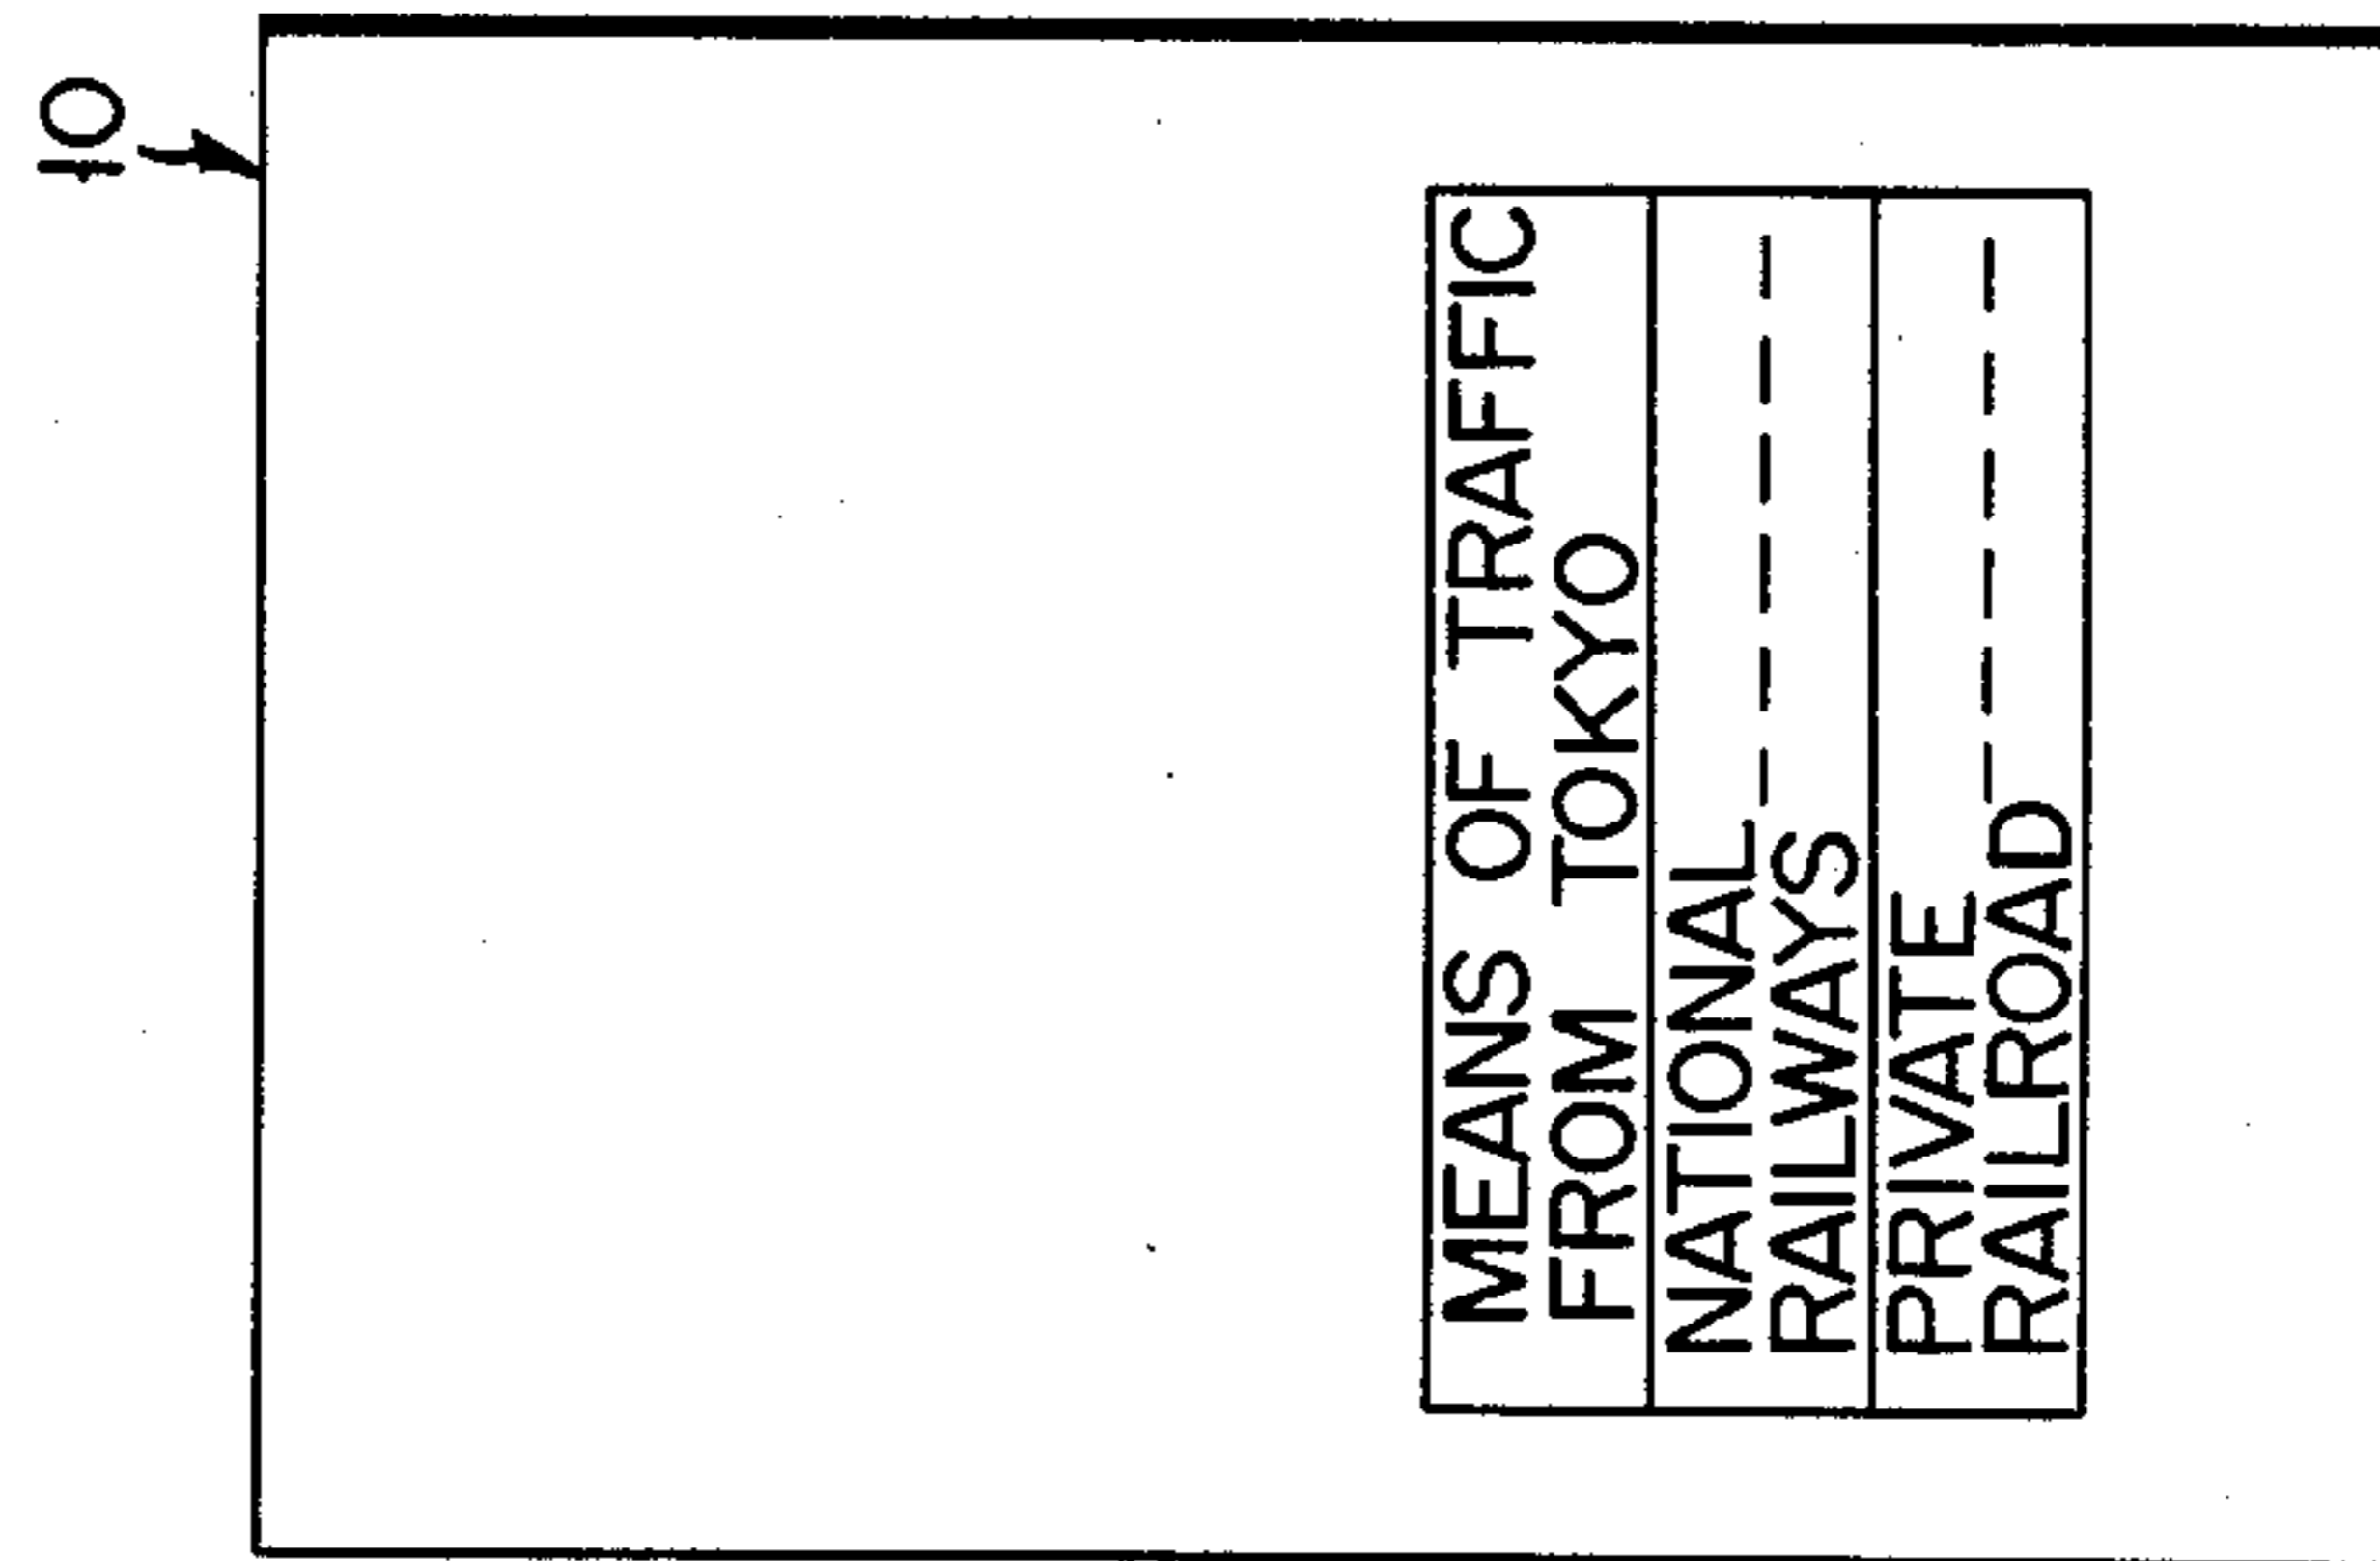 10
MEANS OF TRAFFIC
FROM TOKYO
NATIONAL
RAILWAYS
PRIVATE
RAILROAD